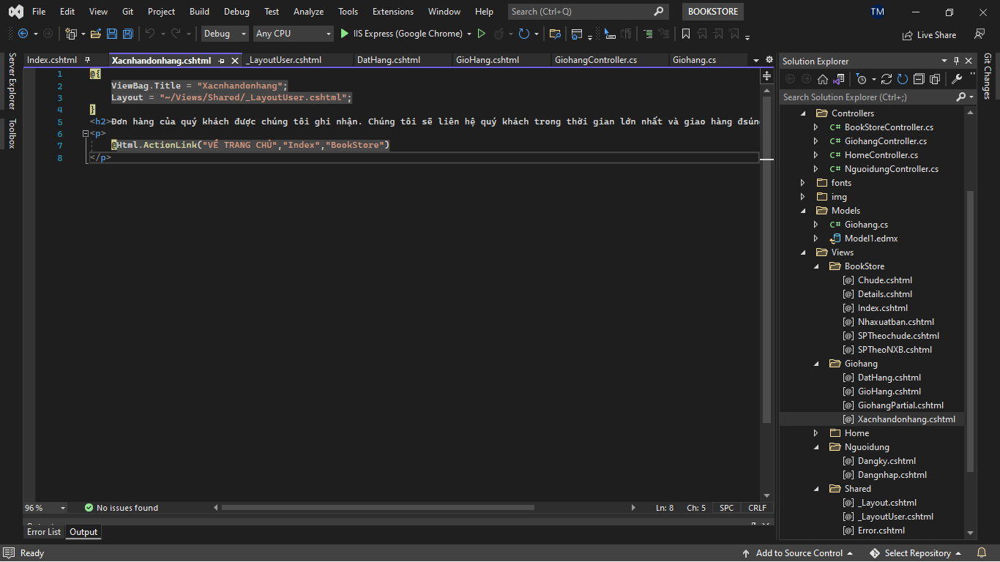 File Edit View Git Project Build Debug Test Analyze Tools Extensions Window Help Search (Ctrl+Q) BOOKSTORE TM
Debug Any CPU IIS Express (Google Chrome) Live Share
Server Explorer
Toolbox
Index.cshtml Xacnhandonhang.cshtml _LayoutUser.cshtml DatHang.cshtml GioHang.cshtml GiohangController.cs Giohang.cs
1 @{
2 ViewBag.Title = "Xacnhandonhang";
3 Layout = "~/Views/Shared/_LayoutUser.cshtml";
4 }
5 <h2>Đơn hàng của quý khách được chúng tôi ghi nhận. Chúng tôi sẽ liên hệ quý khách trong thời gian lớn nhất và giao hàng đsún
6 <p>
7 @Html.ActionLink("VỀ TRANG CHỦ","Index","BookStore")
8 </p>
96 % No issues found Ln: 8 Ch: 5 SPC CRLF
Error List Output
Solution Explorer
Search Solution Explorer (Ctrl+;)
Controllers
C# BookStoreController.cs
C# GiohangController.cs
C# HomeController.cs
C# NguoidungController.cs
fonts
img
Models
C# Giohang.cs
Model1.edmx
Views
BookStore
[@] Chude.cshtml
[@] Details.cshtml
[@] Index.cshtml
[@] Nhaxuatban.cshtml
[@] SPTheochude.cshtml
[@] SPTheoNXB.cshtml
Giohang
[@] DatHang.cshtml
[@] GioHang.cshtml
[@] GiohangPartial.cshtml
[@] Xacnhandonhang.cshtml
Home
Nguoidung
[@] Dangky.cshtml
[@] Dangnhap.cshtml
Shared
[@] _Layout.cshtml
[@] _LayoutUser.cshtml
[@] Error.cshtml
Git Changes
Ready Add to Source Control Select Repository